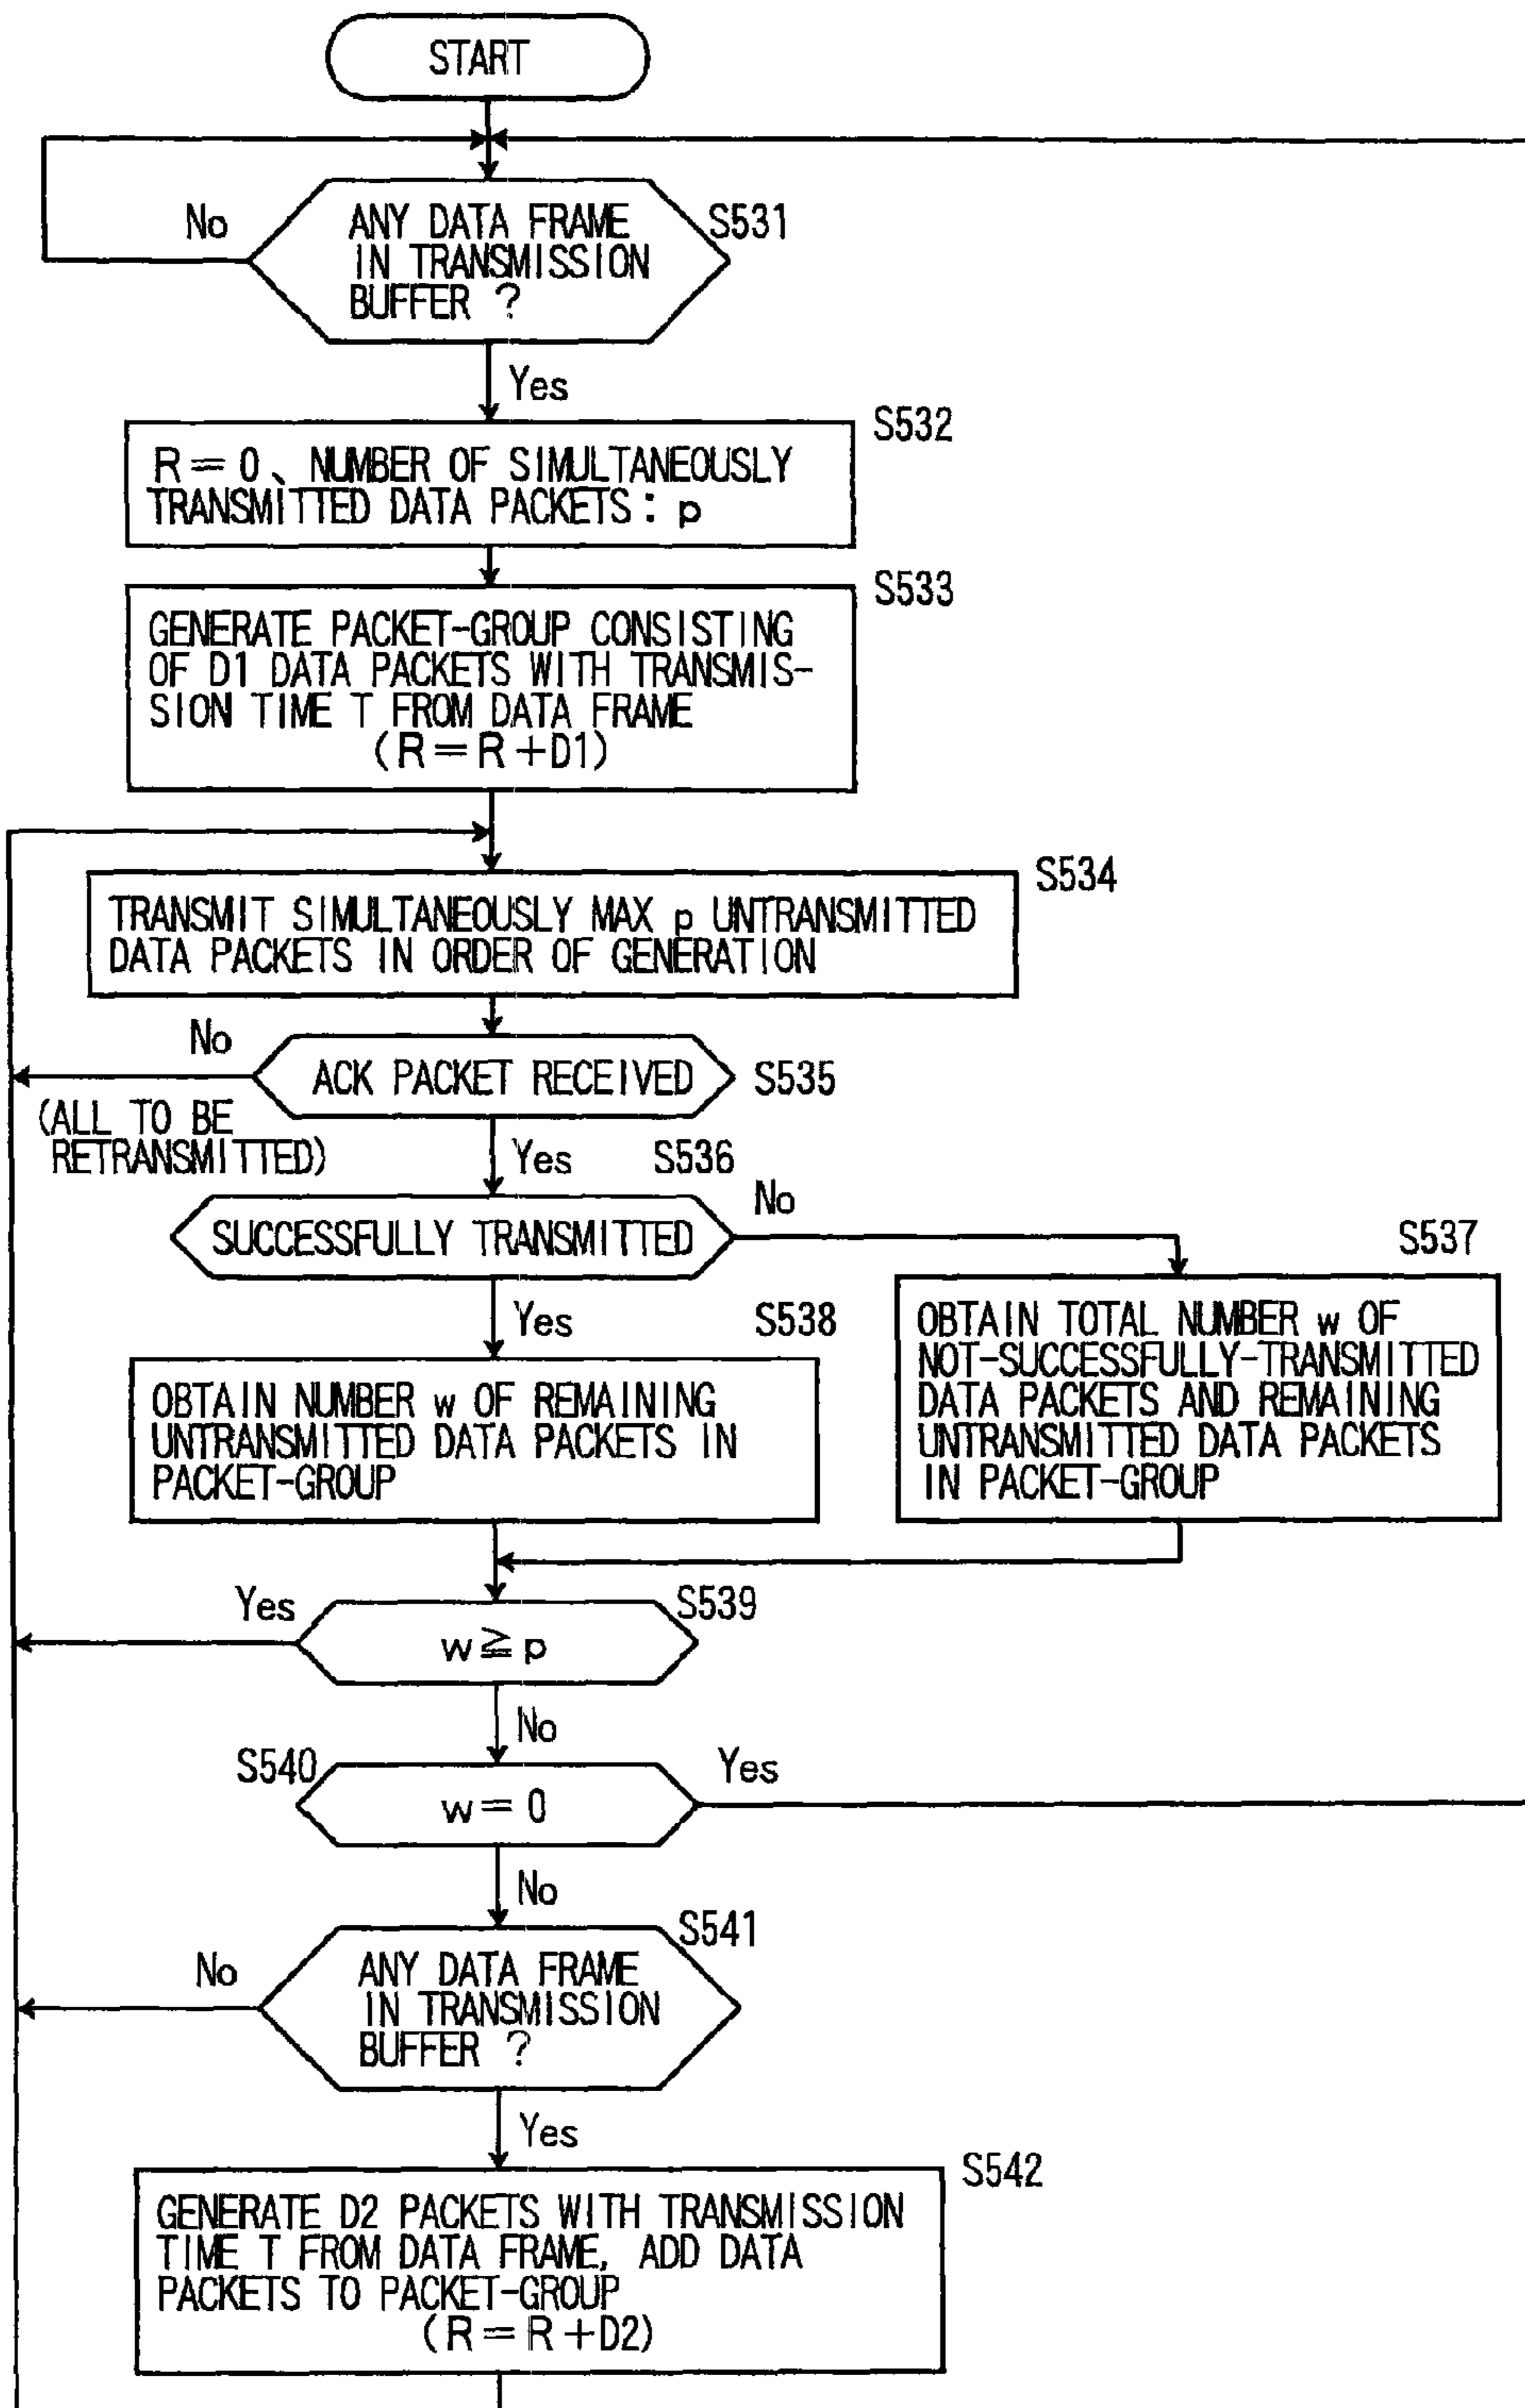 START
No
ANY DATA FRAME
IN TRANSMISSION
BUFFER ?
S531
Yes
S532
R=0、NUMBER OF SIMULTANEOUSLY
TRANSMITTED DATA PACKETS: p
S533
GENERATE PACKET-GROUP CONSISTING
OF D1 DATA PACKETS WITH TRANSMIS-
SION TIME T FROM DATA FRAME
(R=R+D1)
S534
TRANSMIT SIMULTANEOUSLY MAX p UNTRANSMITTED
DATA PACKETS IN ORDER OF GENERATION
No
ACK PACKET RECEIVED
S535
(ALL TO BE
RETRANSMITTED)
Yes
S536
SUCCESSFULLY TRANSMITTED
No
S537
Yes
S538
OBTAIN TOTAL NUMBER w OF
NOT-SUCCESSFULLY-TRANSMITTED
DATA PACKETS AND REMAINING
UNTRANSMITTED DATA PACKETS
IN PACKET-GROUP
OBTAIN NUMBER w OF REMAINING
UNTRANSMITTED DATA PACKETS IN
PACKET-GROUP
Yes
S539
w≧p
No
S540
w=0
Yes
No
S541
No
ANY DATA FRAME
IN TRANSMISSION
BUFFER ?
Yes
S542
GENERATE D2 PACKETS WITH TRANSMISSION
TIME T FROM DATA FRAME, ADD DATA
PACKETS TO PACKET-GROUP
(R=R+D2)